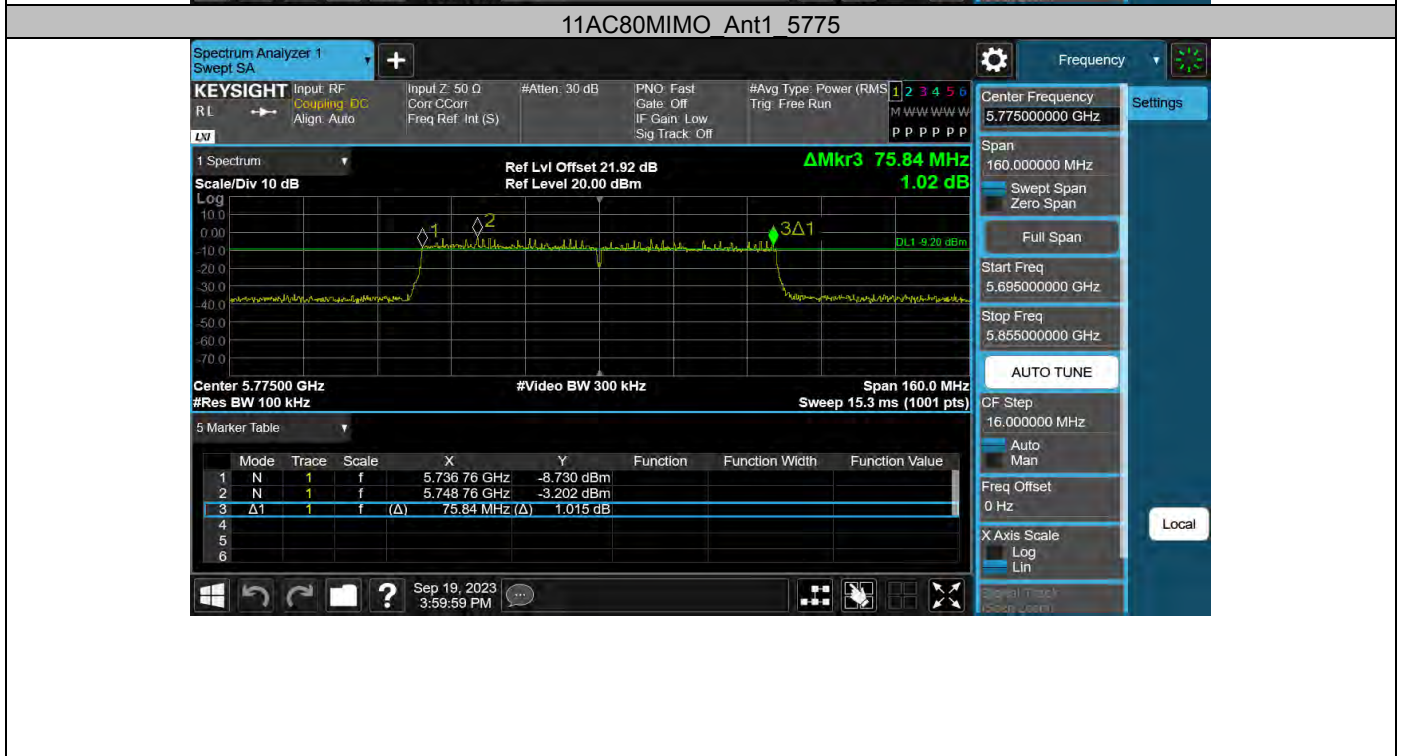 11AC80MIMO_Ant1_5775
Spectrum Analyzer 1
Swept SA
+
Frequency
KEYSIGHT
RL
LXI
Input: RF
Coupling: DC
Align: Auto
Input Z: 50 Ω
Corr CCorr
Freq Ref: Int (S)
#Atten: 30 dB
PNO: Fast
Gate: Off
IF Gain: Low
Sig Track: Off
#Avg Type: Power (RMS
Trig: Free Run
1 2 3 4 5 6
M W W W W W
P P P P P P
Center Frequency
5.775000000 GHz
Settings
1 Spectrum
Scale/Div 10 dB
Ref Lvl Offset 21.92 dB
Ref Level 20.00 dBm
ΔMkr3 75.84 MHz
1.02 dB
Span
160.000000 MHz
Swept Span
Zero Span
Full Span
Start Freq
5.695000000 GHz
Stop Freq
5.855000000 GHz
AUTO TUNE
CF Step
16.000000 MHz
Auto
Man
Freq Offset
0 Hz
X Axis Scale
Log
Lin
Signal Track
(Span Zoom)
Local
Log
10.0
0.00
-10.0
-20.0
-30.0
-40.0
-50.0
-60.0
-70.0
1
2
3Δ1
DL1 -9.20 dBm
Center 5.77500 GHz
#Video BW 300 kHz
Span 160.0 MHz
#Res BW 100 kHz
Sweep 15.3 ms (1001 pts)
5 Marker Table
Mode Trace Scale X Y Function Function Width Function Value
1 N 1 f 5.736 76 GHz -8.730 dBm
2 N 1 f 5.748 76 GHz -3.202 dBm
3 Δ1 1 f (Δ) 75.84 MHz (Δ) 1.015 dB
4
5
6
?
Sep 19, 2023
3:59:59 PM